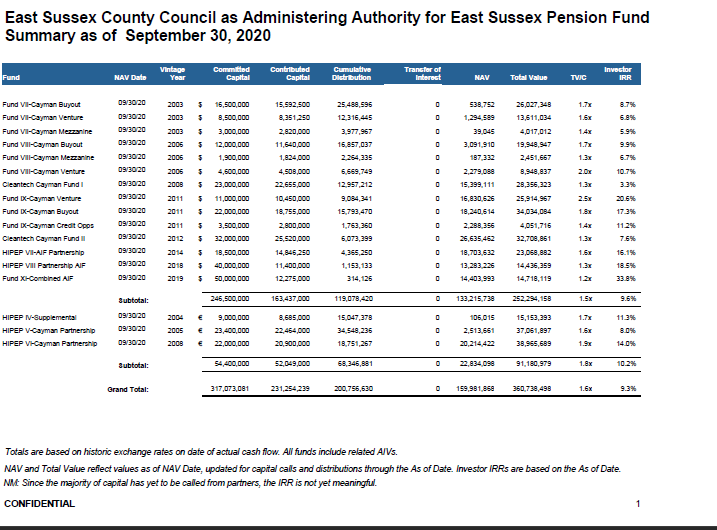 East Sussex County Council as Administering Authority for East Sussex Pension Fund
Summary as of September 30, 2020
Fund NAV Date Vintage Year Committed Capital Contributed Capital Cumulative Distribution Transfer of Interest NAV Total Value TV/C Investor IRR
Fund VII-Cayman Buyout 09/30/20 2003 $ 16,500,000 15,592,500 25,488,596 0 538,752 26,027,348 1.7x 8.7%
Fund VII-Cayman Venture 09/30/20 2003 $ 8,500,000 8,351,250 12,316,445 0 1,294,589 13,611,034 1.6x 6.8%
Fund VII-Cayman Mezzanine 09/30/20 2003 $ 3,000,000 2,820,000 3,977,967 0 39,045 4,017,012 1.4x 5.9%
Fund VIII-Cayman Buyout 09/30/20 2006 $ 12,000,000 11,640,000 16,857,037 0 3,091,910 19,948,947 1.7x 9.9%
Fund VIII-Cayman Mezzanine 09/30/20 2006 $ 1,900,000 1,824,000 2,264,335 0 187,332 2,451,667 1.3x 6.7%
Fund VIII-Cayman Venture 09/30/20 2006 $ 4,600,000 4,508,000 6,669,749 0 2,279,088 8,948,837 2.0x 10.7%
Cleantech Cayman Fund I 09/30/20 2008 $ 23,000,000 22,655,000 12,957,212 0 15,399,111 28,356,323 1.3x 3.3%
Fund IX-Cayman Venture 09/30/20 2011 $ 11,000,000 10,450,000 9,084,341 0 16,830,626 25,914,967 2.5x 20.6%
Fund IX-Cayman Buyout 09/30/20 2011 $ 22,000,000 18,755,000 15,793,470 0 18,240,614 34,034,084 1.8x 17.3%
Fund IX-Cayman Credit Opps 09/30/20 2011 $ 3,500,000 2,800,000 1,763,360 0 2,288,356 4,051,716 1.4x 11.2%
Cleantech Cayman Fund II 09/30/20 2012 $ 32,000,000 25,520,000 6,073,399 0 26,635,462 32,708,861 1.3x 7.6%
HIPEP VII-AIF Partnership 09/30/20 2014 $ 18,500,000 14,846,250 4,365,250 0 18,703,632 23,068,882 1.6x 16.1%
HIPEP VIII Partnership AIF 09/30/20 2018 $ 40,000,000 11,400,000 1,153,133 0 13,283,226 14,436,359 1.3x 18.5%
Fund XI-Combined AIF 09/30/20 2019 $ 50,000,000 12,275,000 314,126 0 14,403,993 14,718,119 1.2x 33.8%
Subtotal: 246,500,000 163,437,000 119,078,420 0 133,215,738 252,294,158 1.5x 9.6%
HIPEP IV-Supplemental 09/30/20 2004 € 9,000,000 8,685,000 15,047,378 0 106,015 15,153,393 1.7x 11.3%
HIPEP V-Cayman Partnership 09/30/20 2005 € 23,400,000 22,464,000 34,548,236 0 2,513,661 37,061,897 1.6x 8.0%
HIPEP VI-Cayman Partnership 09/30/20 2008 € 22,000,000 20,900,000 18,751,267 0 20,214,422 38,965,689 1.9x 14.0%
Subtotal: 54,400,000 52,049,000 68,346,881 0 22,834,098 91,180,979 1.8x 10.2%
Grand Total: 317,073,081 231,254,239 200,756,630 0 159,981,868 360,738,498 1.6x 9.3%
Totals are based on historic exchange rates on date of actual cash flow. All funds include related AIVs.
NAV and Total Value reflect values as of NAV Date, updated for capital calls and distributions through the As of Date. Investor IRRs are based on the As of Date.
NM: Since the majority of capital has yet to be called from partners, the IRR is not yet meaningful.
CONFIDENTIAL 1